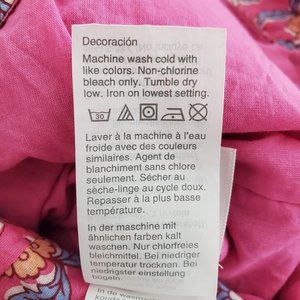 Decoración
Machine wash cold with
like colors. Non-chlorine
bleach only. Tumble dry
low. Iron on lowest setting.
30
Laver à la machine à l'eau
froide avec des couleurs
similaires. Agent de
blanchiment sans chlore
seulement. Sécher au
sèche-linge au cycle doux.
Repasser à la plus basse
température.
In der maschine mit
ähnlichen farben kalt
waschen. Nur chlorfreies
bleichmittel. Bei niedriger
temperatur trocknen. Bei
niedrigster einstellung
bügeln.